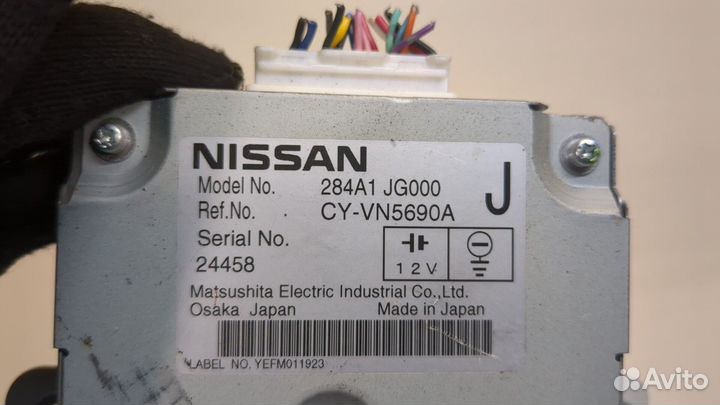 NISSAN
Model No. 284A1 JG000
J
Ref.No. CY-VN5690A
Serial No.
24458
12V
Matsushita Electric Industrial Co.,Ltd.
Osaka Japan Made in Japan
LABEL NO. YEFM011923
Avito